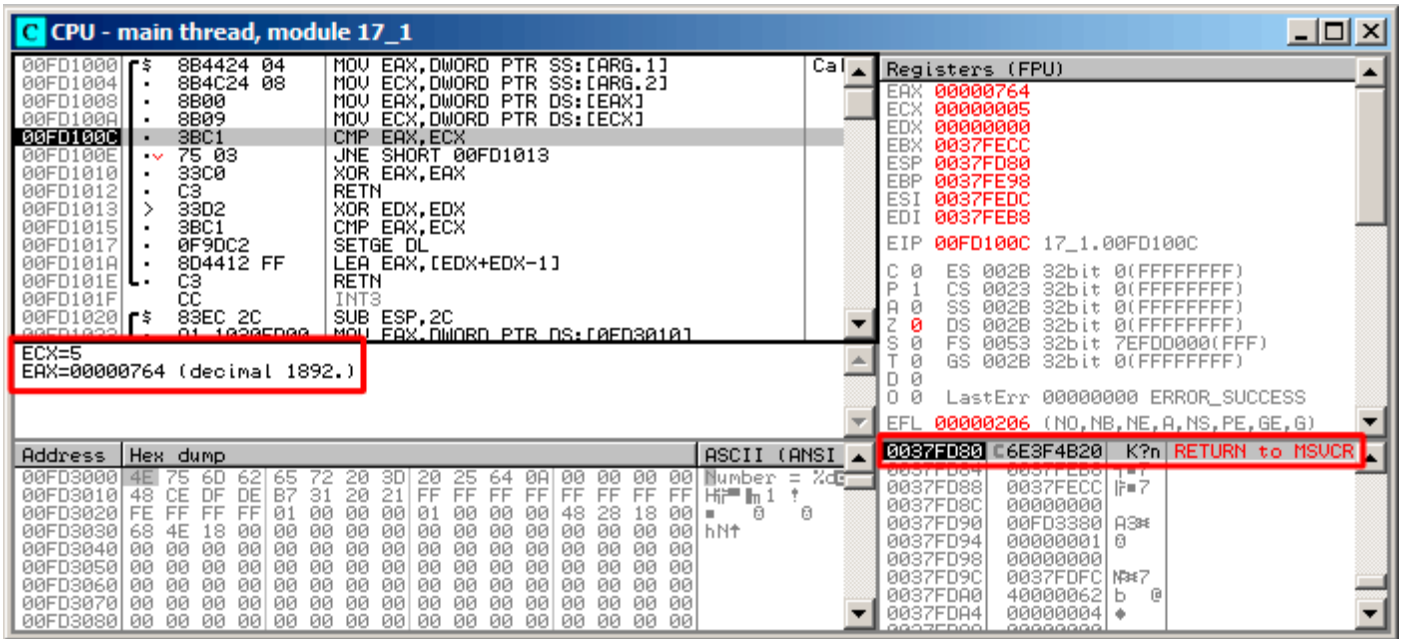 C CPU - main thread, module 17_1
00FD1000 $ 8B4424 04 MOV EAX,DWORD PTR SS:[ARG.1] Cal
00FD1004 . 8B4C24 08 MOV ECX,DWORD PTR SS:[ARG.2]
00FD1008 . 8B00 MOV EAX,DWORD PTR DS:[EAX]
00FD100A . 8B09 MOV ECX,DWORD PTR DS:[ECX]
00FD100C . 3BC1 CMP EAX,ECX
00FD100E . 75 03 JNE SHORT 00FD1013
00FD1010 . 33C0 XOR EAX,EAX
00FD1012 . C3 RETN
00FD1013 > 33D2 XOR EDX,EDX
00FD1015 . 3BC1 CMP EAX,ECX
00FD1017 . 0F9DC2 SETGE DL
00FD101A . 8D4412 FF LEA EAX,[EDX+EDX-1]
00FD101E . C3 RETN
00FD101F CC INT3
00FD1020 $ 83EC 2C SUB ESP,2C
MOV EAX,DWORD PTR DS:[0FD3010]
ECX=5
EAX=00000764 (decimal 1892.)
Registers (FPU)
EAX 00000764
ECX 00000005
EDX 00000000
EBX 0037FECC
ESP 0037FD80
EBP 0037FE98
ESI 0037FEDC
EDI 0037FEB8
EIP 00FD100C 17_1.00FD100C
C 0 ES 002B 32bit 0(FFFFFFFF)
P 1 CS 0023 32bit 0(FFFFFFFF)
A 0 SS 002B 32bit 0(FFFFFFFF)
Z 0 DS 002B 32bit 0(FFFFFFFF)
S 0 FS 0053 32bit 7EFDD000(FFF)
T 0 GS 002B 32bit 0(FFFFFFFF)
D 0
O 0 LastErr 00000000 ERROR_SUCCESS
EFL 00000206 (NO,NB,NE,A,NS,PE,GE,G)
Address Hex dump ASCII (ANSI
00FD3000 4E 75 6D 62 65 72 20 3D 20 25 64 0A 00 00 00 00 Number = %d
00FD3010 48 CE DF DE B7 31 20 21 FF FF FF FF FF FF FF FF
00FD3020 FE FF FF FF 01 00 00 00 01 00 00 00 48 28 18 00
00FD3030 68 4E 18 00 00 00 00 00 00 00 00 00 00 00 00 00 hN↑
00FD3040 00 00 00 00 00 00 00 00 00 00 00 00 00 00 00 00
00FD3050 00 00 00 00 00 00 00 00 00 00 00 00 00 00 00 00
00FD3060 00 00 00 00 00 00 00 00 00 00 00 00 00 00 00 00
00FD3070 00 00 00 00 00 00 00 00 00 00 00 00 00 00 00 00
00FD3080 00 00 00 00 00 00 00 00 00 00 00 00 00 00 00 00
0037FD80 6E3F4B20 K?n RETURN to MSVCR
0037FD88 0037FECC
0037FD8C 00000000
0037FD90 00FD3380
0037FD94 00000001
0037FD98 00000000
0037FD9C 0037FDFC
0037FDA0 40000062 b @
0037FDA4 00000004 ♦